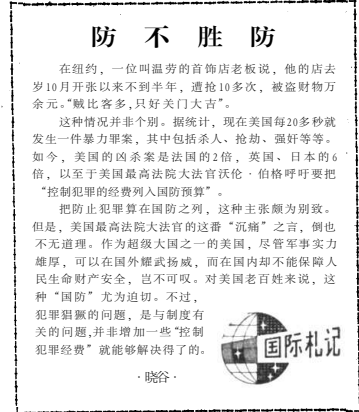 防不胜防
在纽约，一位叫温劳的首饰店老板说，他的店去
岁10月开张以来不到半年，遭抢10多次，被盗财物万
余元。“贼比客多，只好关门大吉”。
这种情况并非个别。据统计，现在美国每20多秒就
发生一件暴力罪案，其中包括杀人、抢劫、强奸等等。
如今，美国的凶杀案是法国的2倍，英国、日本的6
倍，以至于美国最高法院大法官沃伦·伯格呼吁要把
“控制犯罪的经费列入国防预算”。
把防止犯罪算在国防之列，这种主张颇为别致。
但是，美国最高法院大法官的这番“沉痛”之言，倒也
不无道理。作为超级大国之一的美国，尽管军事实力
雄厚，可以在国外耀武扬威，而在国内却不能保障人
民生命财产安全，岂不可叹。对美国老百姓来说，这
种“国防”尤为迫切。不过，
犯罪猖獗的问题，是与制度有
关的问题，并非增加一些“控制
犯罪经费”就能够解决得了的。
·晓谷·
国际札记